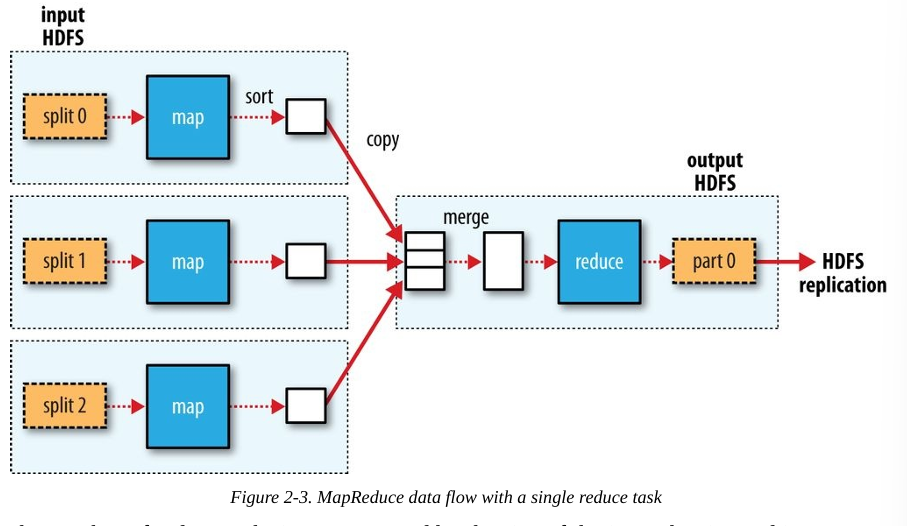 input
HDFS
split 0
map
sort
copy
split 1
map
split 2
map
output
HDFS
merge
reduce
part 0
HDFS
replication
Figure 2-3. MapReduce data flow with a single reduce task